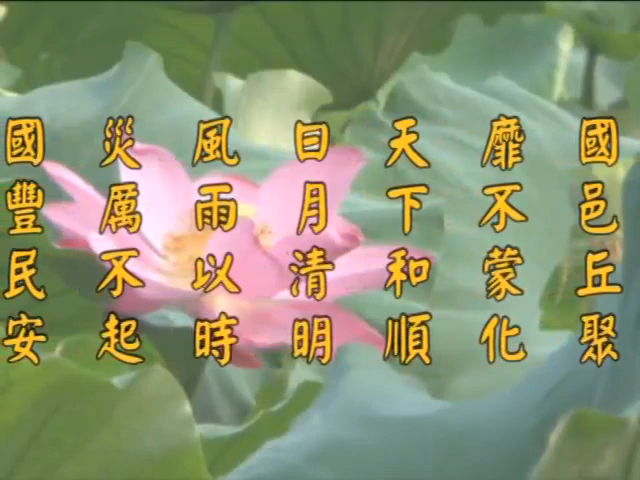 國邑丘聚
靡不蒙化
天下和順
日月清明
風雨以時
災厲不起
國豐民安